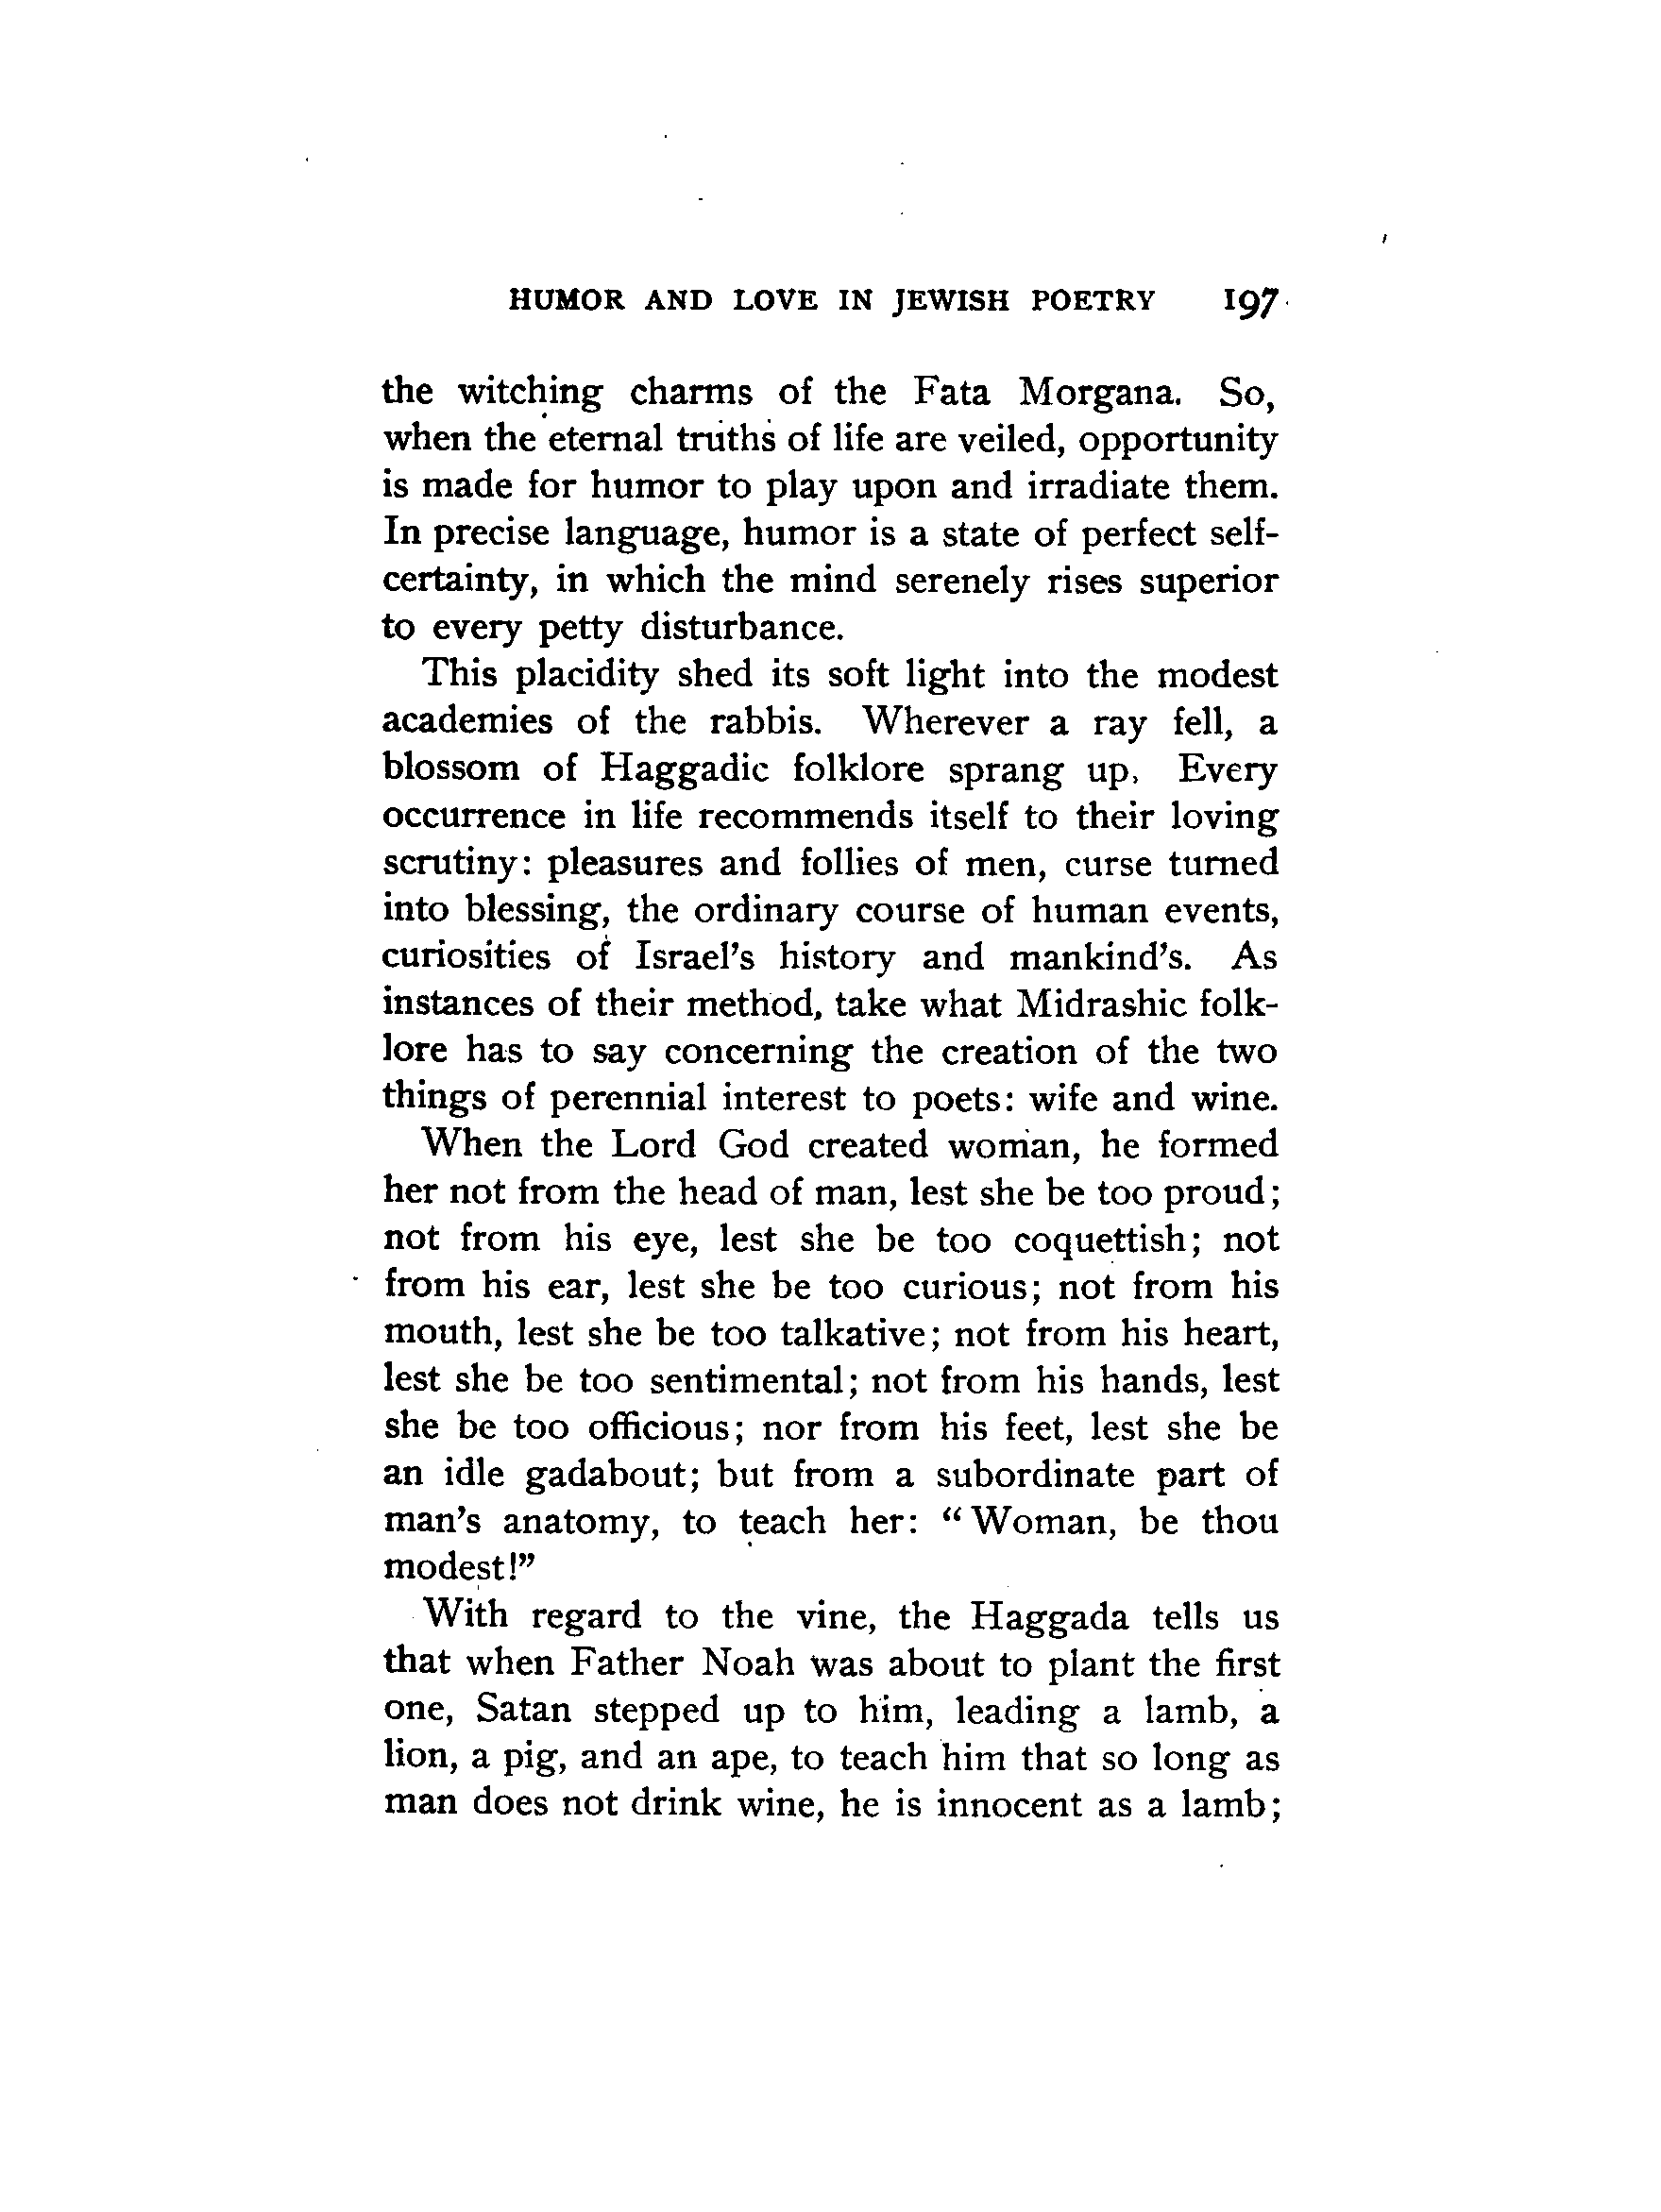 HUMOR AND LOVE IN JEWISH POETRY 197
the witching charms of the Fata Morgana. So,
when the eternal truths of life are veiled, opportunity
is made for humor to play upon and irradiate them.
In precise language, humor is a state of perfect self-
certainty, in which the mind serenely rises superior
to every petty disturbance.
This placidity shed its soft light into the modest
academies of the rabbis. Wherever a ray fell, a
blossom of Haggadic folklore sprang up, Every
occurrence in life recommends itself to their loving
scrutiny: pleasures and follies of men, curse turned
into blessing, the ordinary course of human events,
curiosities of Israel's history and mankind's. As
instances of their method, take what Midrashic folk-
lore has to say concerning the creation of the two
things of perennial interest to poets: wife and wine.
When the Lord God created woman, he formed
her not from the head of man, lest she be too proud;
not from his eye, lest she be too coquettish; not
from his ear, lest she be too curious; not from his
mouth, lest she be too talkative; not from his heart,
lest she be too sentimental; not from his hands, lest
she be too officious; nor from his feet, lest she be
an idle gadabout; but from a subordinate part of
man's anatomy, to teach her: "Woman, be thou
modest!"
With regard to the vine, the Haggada tells us
that when Father Noah was about to plant the first
one, Satan stepped up to him, leading a lamb, a
lion, a pig, and an ape, to teach him that so long as
man does not drink wine, he is innocent as a lamb;